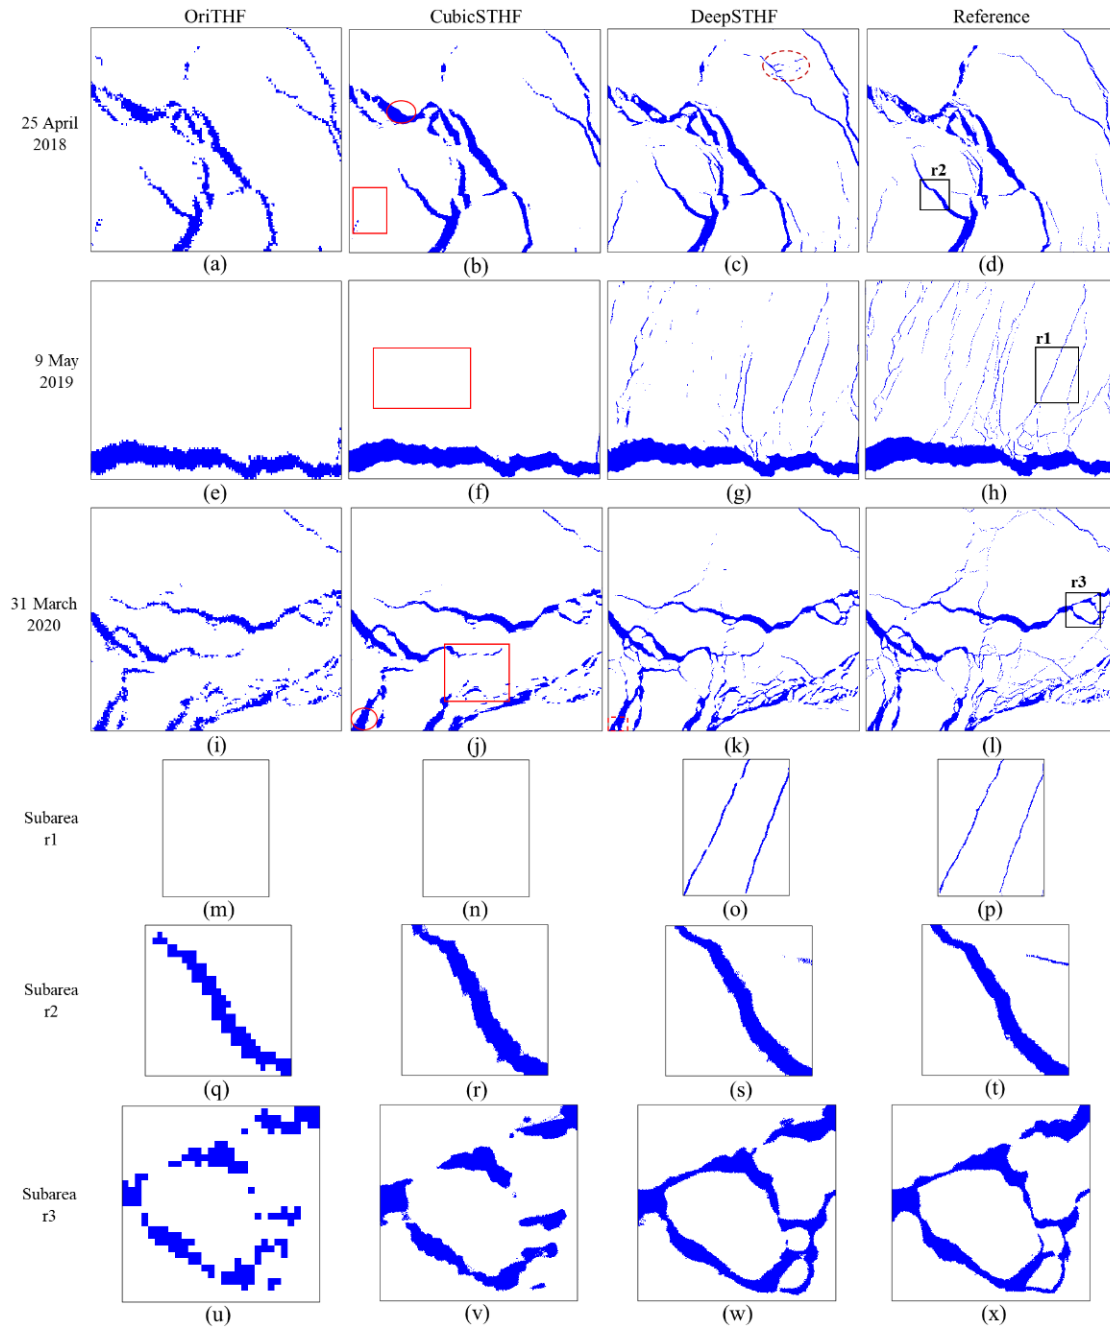 OriTHF CubicSTHF DeepSTHF Reference
25 April
2018
r2
(a) (b) (c) (d)
9 May
2019
r1
(e) (f) (g) (h)
31 March
2020
r3
(i) (j) (k) (l)
Subarea
r1
(m) (n) (o) (p)
Subarea
r2
(q) (r) (s) (t)
Subarea
r3
(u) (v) (w) (x)